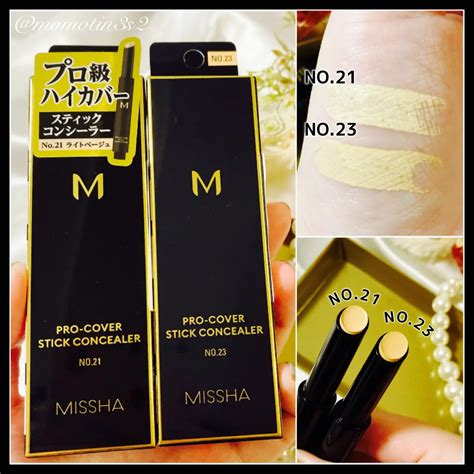 @momotin3s2
プロ級
ハイカバー
スティック
コンシーラー
No.21 ライトベージュ
M
M
PRO-COVER
STICK CONCEALER
NO.21
MISSHA
NO.23
M
PRO-COVER
STICK CONCEALER
NO.23
MISSHA
NO.21
NO.23
NO.21
NO.23